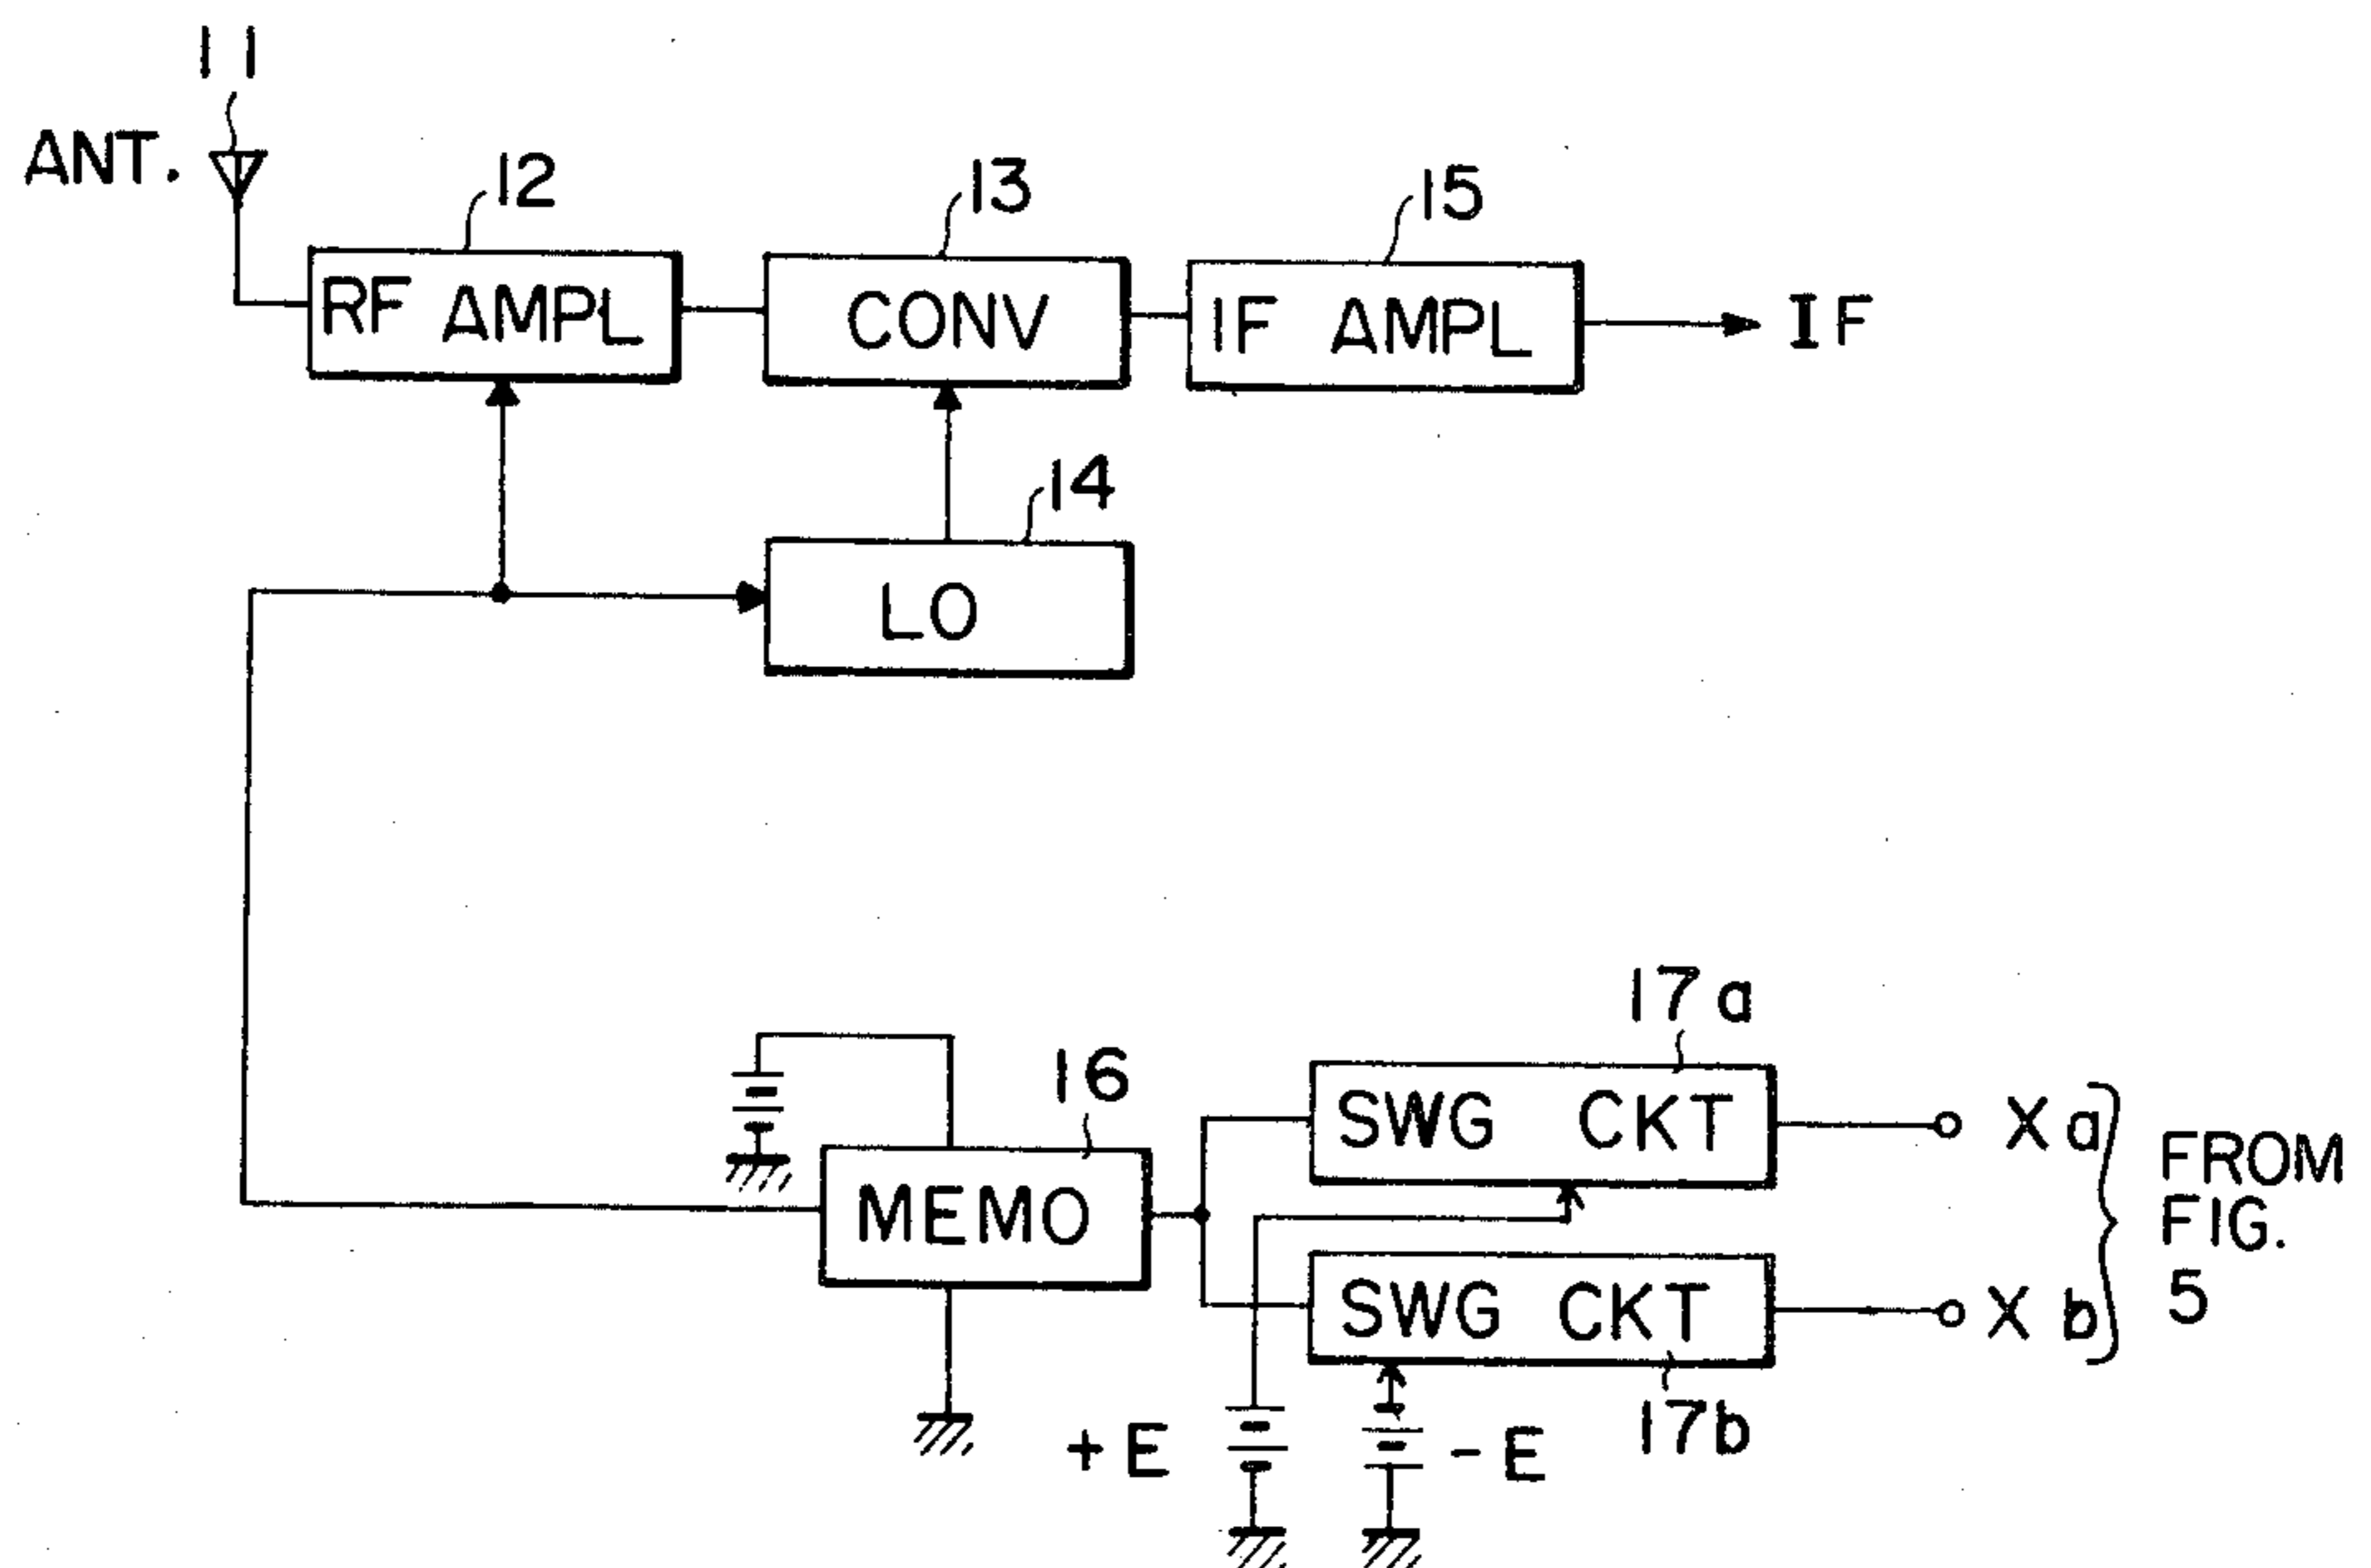 11
ANT.
12
13
15
RF AMPL
CONV
IF AMPL
IF
14
LO
17a
16
SWG CKT
Xa
MEMO
FROM
FIG.
5
SWG CKT
Xb
+E
-E
17b